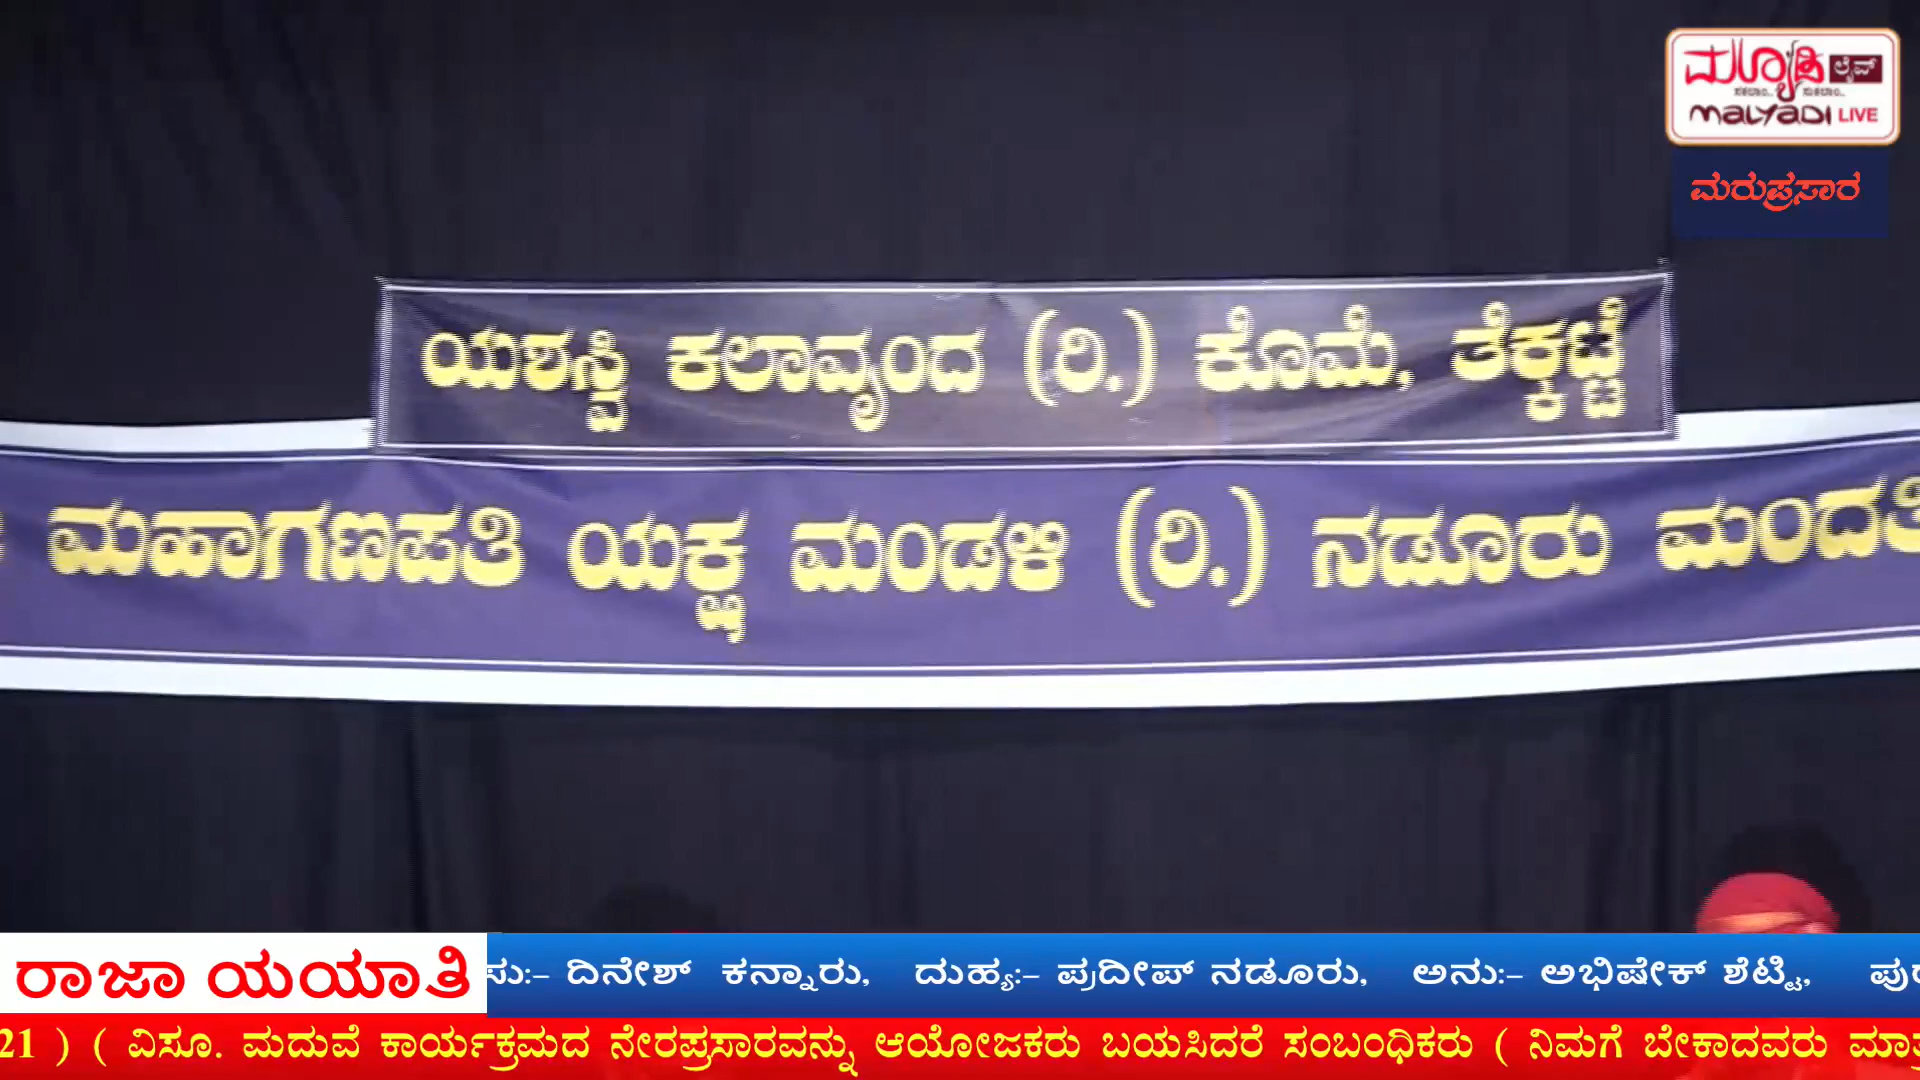 ಮಲ್ಯಾಡಿ ಲೈವ್
MALYADI LIVE
ಮರುಪ್ರಸಾರ
ಯಶಸ್ವಿ ಕಲಾವೃಂದ (ರಿ.) ಕೊಮೆ, ತೆಕ್ಕಟ್ಟೆ
ಮಹಾಗಣಪತಿ ಯಕ್ಷ ಮಂಡಳಿ (ರಿ.) ನಡೂರು ಮಂದತಿ
ರಾಜಾ ಯಯಾತಿ
ಸು:- ದಿನೇಶ್ ಕನ್ನಾರು, ದುಹ್ಯು:- ಪ್ರದೀಪ್ ನಡೂರು, ಅನು:- ಅಭಿಷೇಕ್ ಶೆಟ್ಟಿ, ಪುರ
21 ) ( ವಿಸೂ. ಮದುವೆ ಕಾರ್ಯಕ್ರಮದ ನೇರಪ್ರಸಾರವನ್ನು ಆಯೋಜಕರು ಬಯಸಿದರೆ ಸಂಬಂಧಿಕರು ( ನಿಮಗೆ ಬೇಕಾದವರು ಮಾತ್ರ